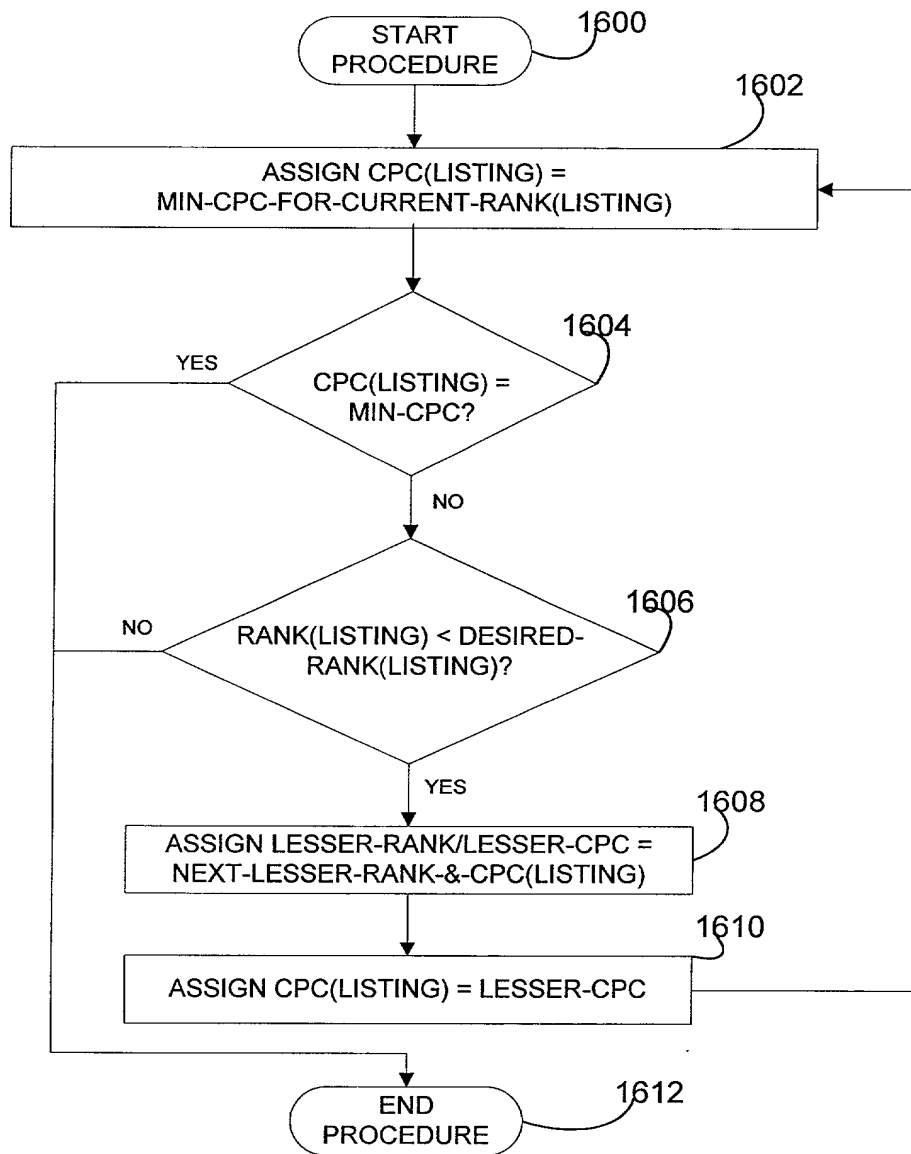 START
PROCEDURE
1600
1602
ASSIGN CPC(LISTING) =
MIN-CPC-FOR-CURRENT-RANK(LISTING)
1604
YES
CPC(LISTING) =
MIN-CPC?
NO
1606
NO
RANK(LISTING) < DESIRED-
RANK(LISTING)?
YES
1608
ASSIGN LESSER-RANK/LESSER-CPC =
NEXT-LESSER-RANK-&-CPC(LISTING)
1610
ASSIGN CPC(LISTING) = LESSER-CPC
END
PROCEDURE
1612